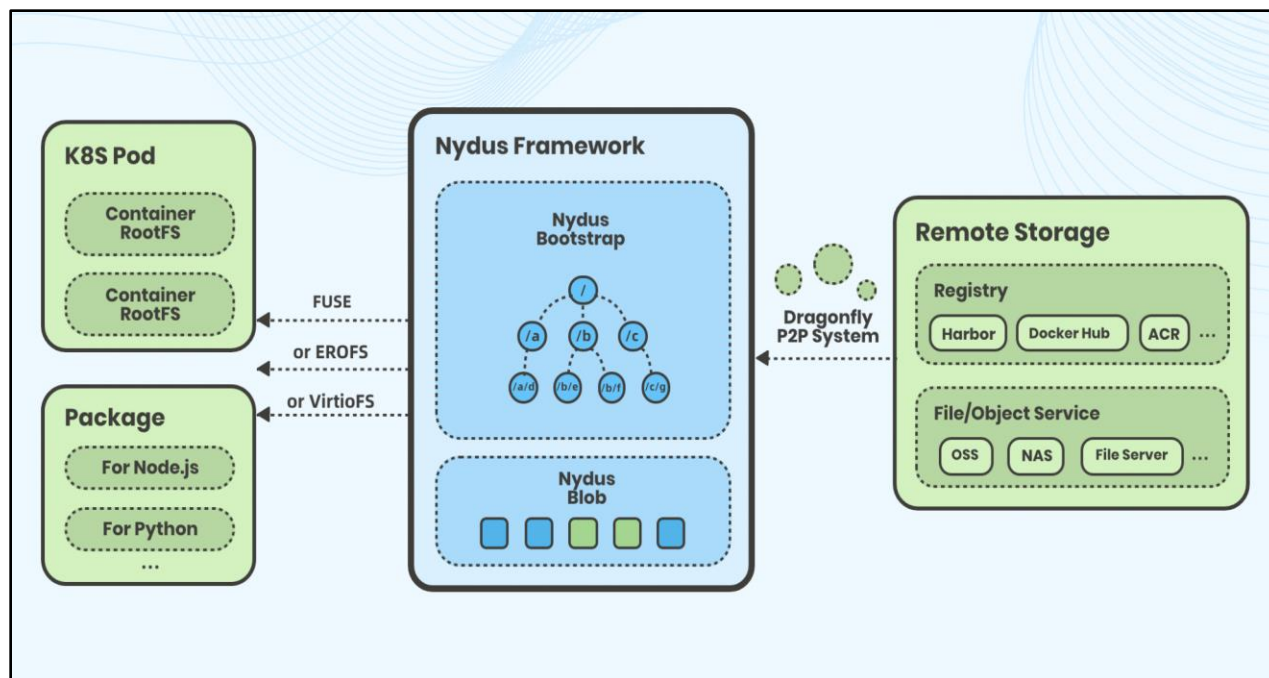 K8S Pod
Container
RootFS
Container
RootFS
Package
For Node.js
For Python
...
FUSE
or EROFS
or VirtioFS
Nydus Framework
Nydus
Bootstrap
/
/a
/b
/c
/a/d
/b/e
/b/f
/c/g
Nydus
Blob
Dragonfly
P2P System
Remote Storage
Registry
Harbor
Docker Hub
ACR
...
File/Object Service
OSS
NAS
File Server
...